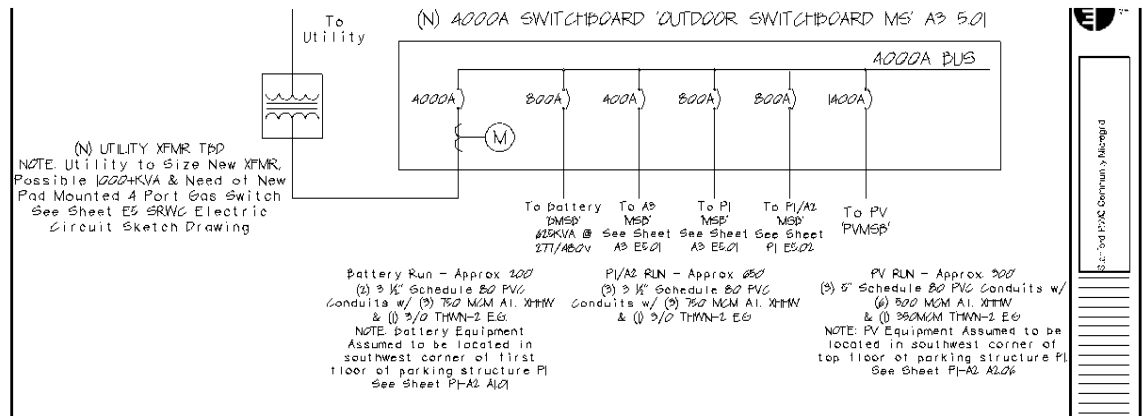 (N) 4000A SWITCHBOARD 'OUTDOOR SWITCHBOARD MS' A3 5.01
To
Utility
4000A BUS
4000A
800A
400A
800A
800A
1400A
M
(N) UTILITY XFMR TBD
NOTE: Utility to Size New XFMR,
Possible 1000+KVA & Need of New
Pad Mounted 4 Port Gas Switch
See Sheet E5 SRWC Electric
Circuit Sketch Drawing
To Battery
'BMSB'
625KVA @
277/480V
To A3
'MSB'
See Sheet
A3 E5.01
To P1
'MSB'
See Sheet
A3 E5.01
To P1/A2
'MSB'
See Sheet
P1 E5.02
To PV
'PVMSB'
Battery Run - Approx 200'
(2) 3 ½" Schedule 80 PVC
Conduits w/ (3) 750 MCM Al. XHHW
& (1) 3/0 THWN-2 E.G.
NOTE: Battery Equipment
Assumed to be located in
southwest corner of first
floor of parking structure P1
See Sheet P1-A2 A1.01
P1/A2 RUN - Approx 650'
(3) 3 ½" Schedule 80 PVC
Conduits w/ (3) 750 MCM Al. XHHW
& (1) 3/0 THWN-2 E.G.
PV RUN - Approx. 300'
(3) 5" Schedule 80 PVC Conduits w/
(6) 500 MCM Al. XHHW
& (1) 350MCM THWN-2 E.G.
NOTE: PV Equipment Assumed to be
located in southwest corner of
top floor of parking structure P1.
See Sheet P1-A2 A2.06
Community Microgrid